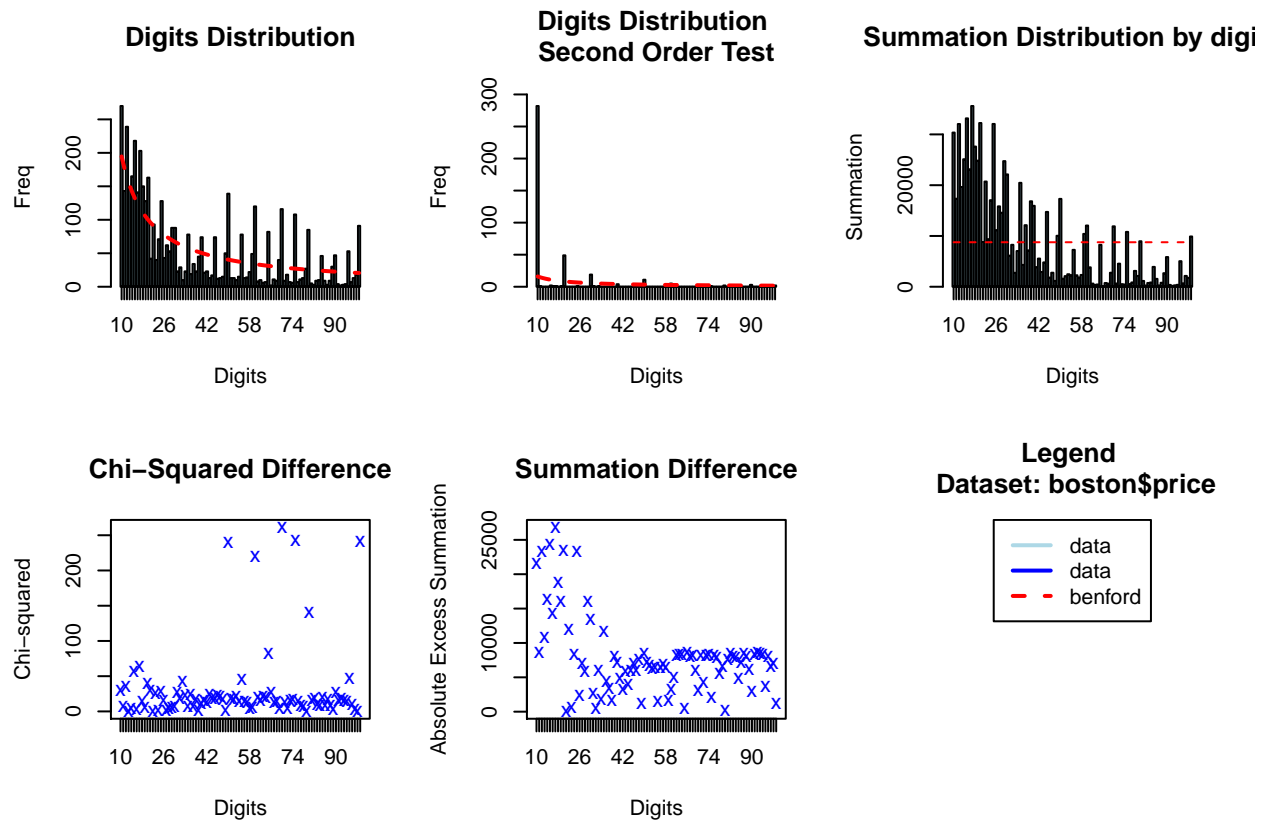 Digits Distribution
Freq
0
100
200
10 26 42 58 74 90
Digits
Digits Distribution
Second Order Test
Freq
0
50
100
200
300
10 26 42 58 74 90
Digits
Summation Distribution by digi
Summation
0
20000
10 26 42 58 74 90
Digits
Chi−Squared Difference
Chi−squared
0
100
200
10 26 42 58 74 90
Digits
Summation Difference
Absolute Excess Summation
0
10000
25000
10 26 42 58 74 90
Digits
Legend
Dataset: boston$price
data
data
benford